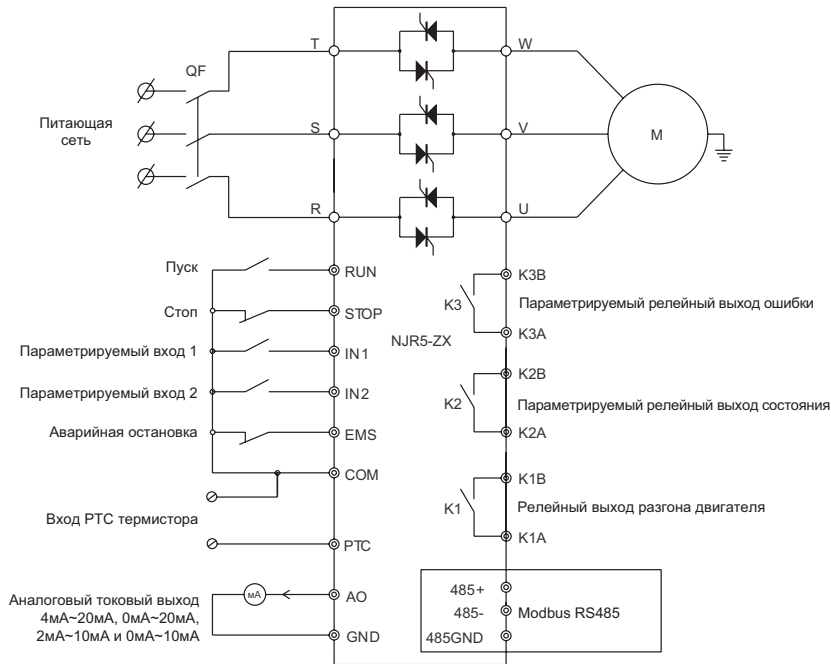 T
W
QF
Питающая
сеть
S
V
M
R
U
Пуск
RUN
K3B
K3
Параметрируемый релейный выход ошибки
Стоп
STOP
K3A
NJR5-ZX
Параметрируемый вход 1
IN1
K2B
Параметрируемый вход 2
IN2
K2
Параметрируемый релейный выход состояния
Аварийная остановка
EMS
K2A
COM
K1B
K1
Релейный выход разгона двигателя
Вход PTC термистора
K1A
PTC
Аналоговый токовый выход
4мА~20мА, 0мА~20мА,
2мА~10мА и 0мА~10мА
мА
AO
GND
485+
485-
Modbus RS485
485GND